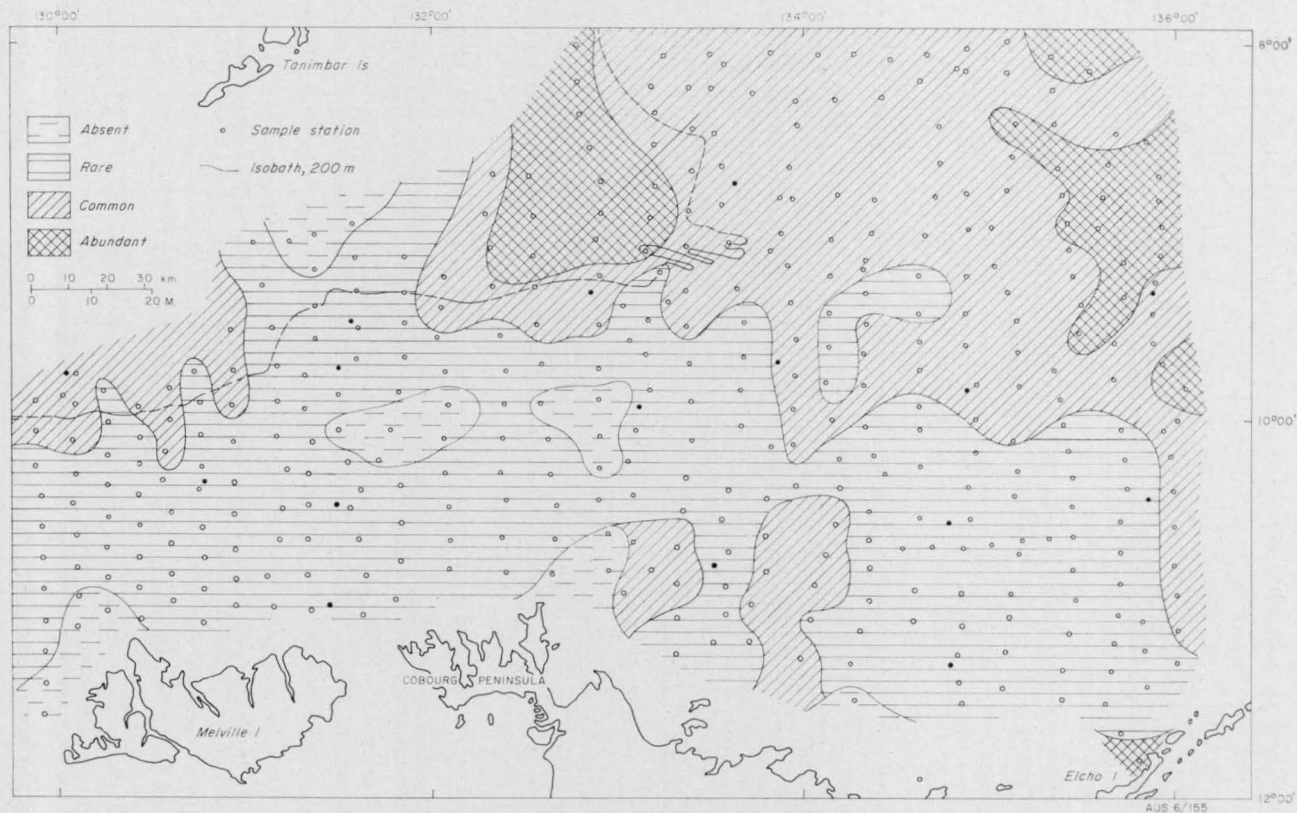 130°00'
132°00'
134°00'
136°00'
8°00'
Tanimbar Is
Absent
Sample station
Rare
Isobath, 200 m
Common
Abundant
0 10 30 km
0 10 20 M
10°00'
COBOURG PENINSULA
Melville I
Elcho I
12°00'
AUS 6/155